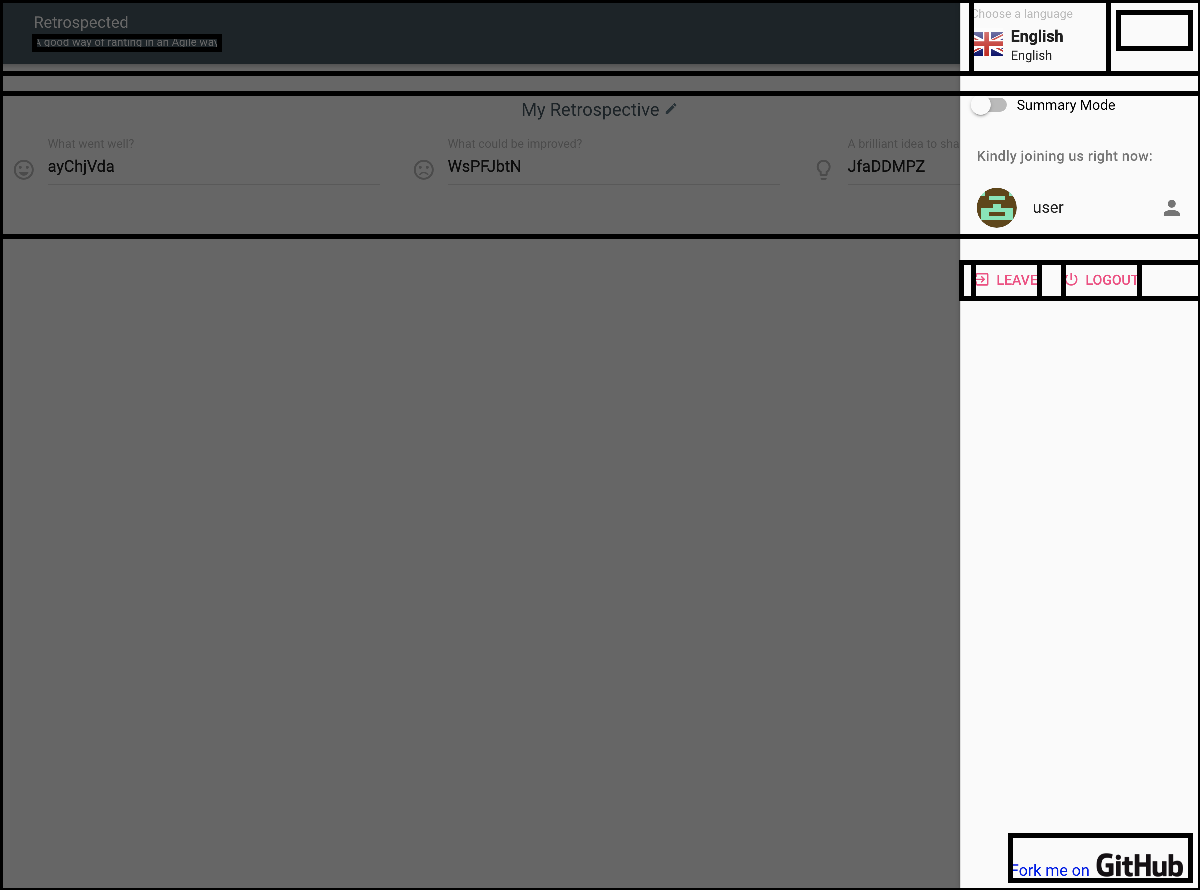 Retrospected
A good way of ranting in an Agile way
Choose a language
English
English
My Retrospective
Summary Mode
What went well?
ayChjVda
What could be improved?
WsPFJbtN
A brilliant idea to sha
JfaDDMPZ
Kindly joining us right now:
user
LEAVE
LOGOUT
Fork me on GitHub